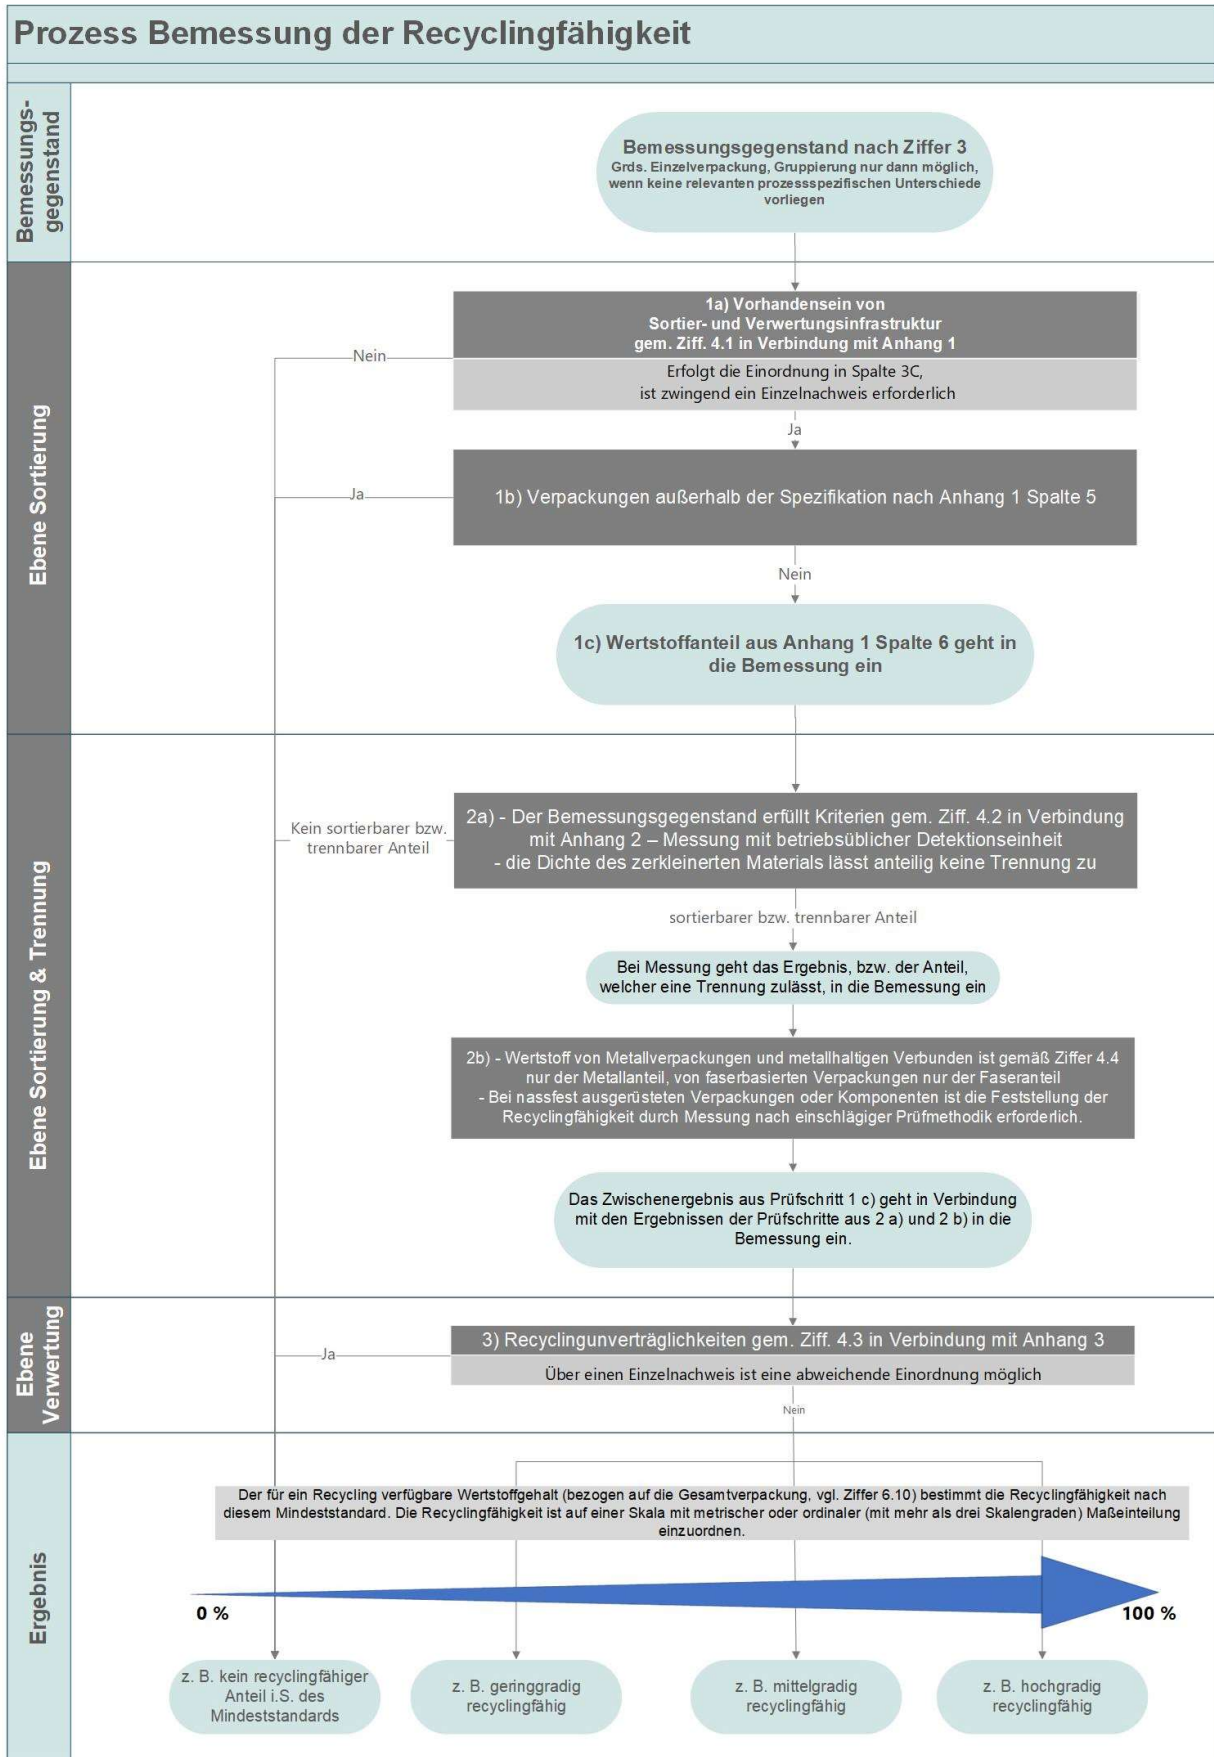 Prozess Bemessung der Recyclingfähigkeit
Bemessungs-
gegenstand
Bemessungsgegenstand nach Ziffer 3
Grds. Einzelverpackung, Gruppierung nur dann möglich,
wenn keine relevanten prozessspezifischen Unterschiede
vorliegen
Ebene Sortierung
1a) Vorhandensein von
Sortier- und Verwertungsinfrastruktur
gem. Ziff. 4.1 in Verbindung mit Anhang 1
Nein
Erfolgt die Einordnung in Spalte 3C,
ist zwingend ein Einzelnachweis erforderlich
Ja
Ja
1b) Verpackungen außerhalb der Spezifikation nach Anhang 1 Spalte 5
Nein
1c) Wertstoffanteil aus Anhang 1 Spalte 6 geht in
die Bemessung ein
Ebene Sortierung & Trennung
Kein sortierbarer bzw.
trennbarer Anteil
2a) - Der Bemessungsgegenstand erfüllt Kriterien gem. Ziff. 4.2 in Verbindung
mit Anhang 2 – Messung mit betriebsüblicher Detektionseinheit
- die Dichte des zerkleinerten Materials lässt anteilig keine Trennung zu
sortierbarer bzw. trennbarer Anteil
Bei Messung geht das Ergebnis, bzw. der Anteil,
welcher eine Trennung zulässt, in die Bemessung ein
2b) - Wertstoff von Metallverpackungen und metallhaltigen Verbunden ist gemäß Ziffer 4.4
nur der Metallanteil, von faserbasierten Verpackungen nur der Faseranteil
- Bei nassfest ausgerüsteten Verpackungen oder Komponenten ist die Feststellung der
Recyclingfähigkeit durch Messung nach einschlägiger Prüfmethodik erforderlich.
Das Zwischenergebnis aus Prüfschritt 1 c) geht in Verbindung
mit den Ergebnissen der Prüfschritte aus 2 a) und 2 b) in die
Bemessung ein.
Ebene
Verwertung
3) Recyclingunverträglichkeiten gem. Ziff. 4.3 in Verbindung mit Anhang 3
Ja
Über einen Einzelnachweis ist eine abweichende Einordnung möglich
Nein
Ergebnis
Der für ein Recycling verfügbare Wertstoffgehalt (bezogen auf die Gesamtverpackung, vgl. Ziffer 6.10) bestimmt die Recyclingfähigkeit nach
diesem Mindeststandard. Die Recyclingfähigkeit ist auf einer Skala mit metrischer oder ordinaler (mit mehr als drei Skalengraden) Maßeinteilung
einzuordnen.
0 %
100 %
z. B. kein recyclingfähiger
Anteil i.S. des
Mindeststandards
z. B. geringgradig
recyclingfähig
z. B. mittelgradig
recyclingfähig
z. B. hochgradig
recyclingfähig